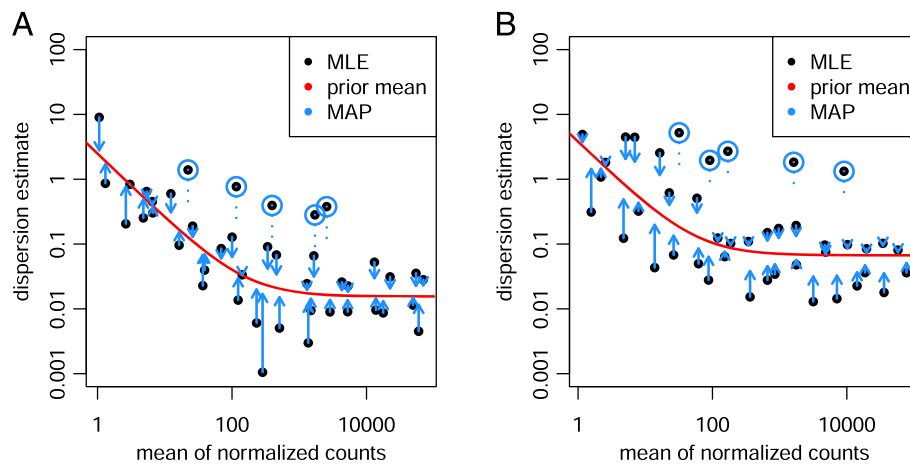 A
100
10
1
0.1
0.01
0.001
dispersion estimate
MLE
prior mean
MAP
1
100
10000
mean of normalized counts
B
100
10
1
0.1
0.01
0.001
dispersion estimate
MLE
prior mean
MAP
1
100
10000
mean of normalized counts